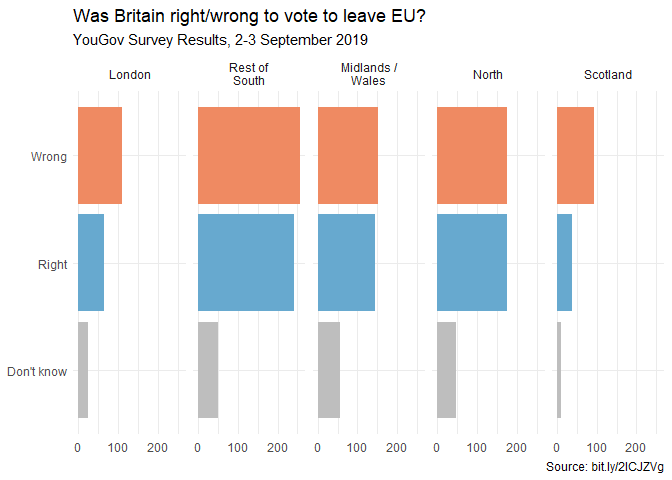 Was Britain right/wrong to vote to leave EU?
YouGov Survey Results, 2-3 September 2019
London
Rest of
South
Midlands /
Wales
North
Scotland
Wrong
Right
Don't know
0 100 200 0 100 200 0 100 200 0 100 200 0 100 200
Source: bit.ly/2lCJZVg